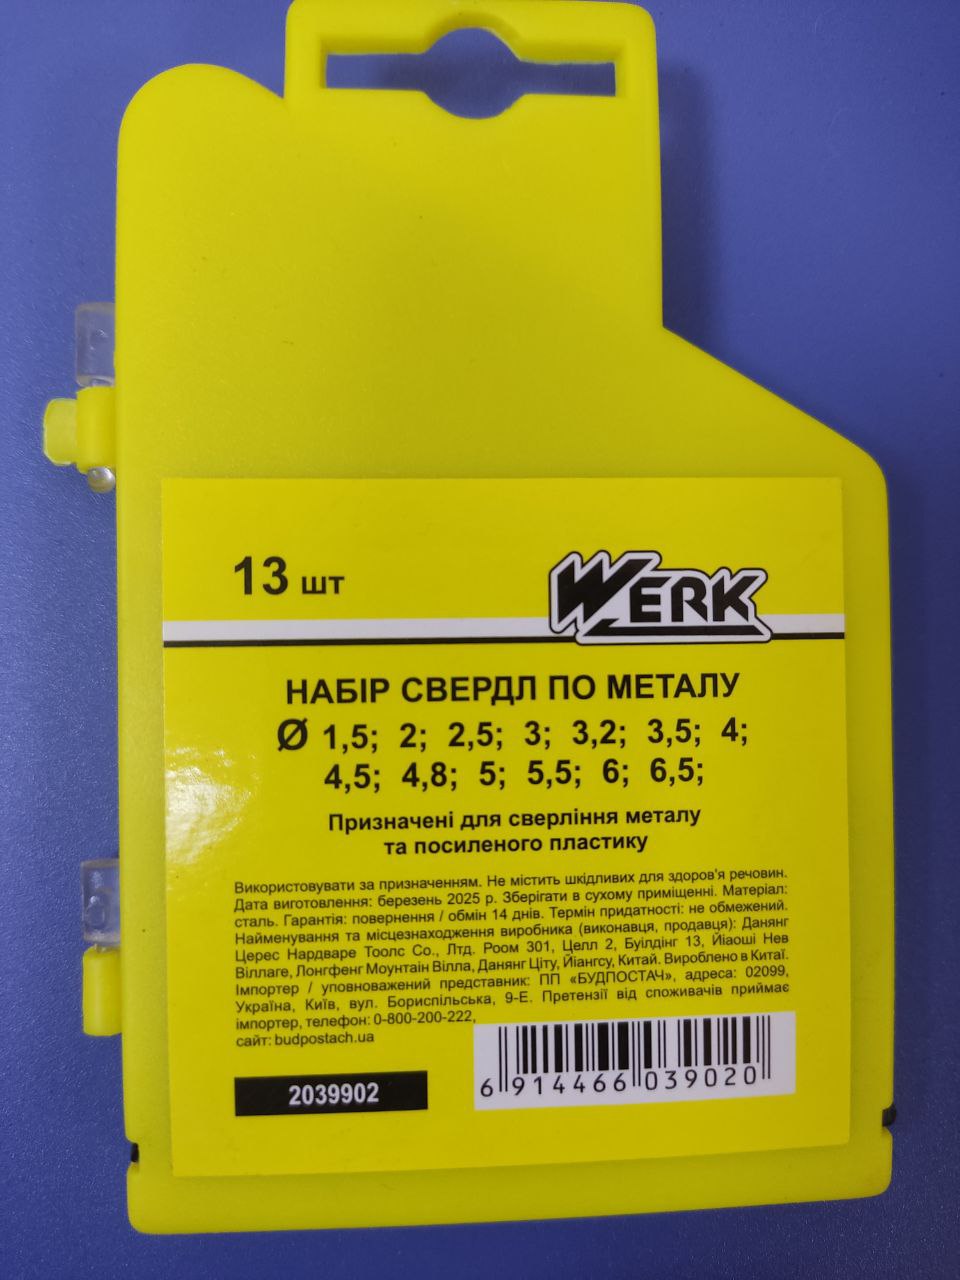 13 шт
WERK
НАБІР СВЕРДЛ ПО МЕТАЛУ
Ø 1,5; 2; 2,5; 3; 3,2; 3,5; 4;
4,5; 4,8; 5; 5,5; 6; 6,5;
Призначені для сверління металу
та посиленого пластику
Використовувати за призначенням. Не містить шкідливих для здоров'я речовин.
Дата виготовлення: березень 2025 р. Зберігати в сухому приміщенні. Матеріал:
сталь. Гарантія: повернення / обмін 14 днів. Термін придатності: не обмежений.
Найменування та місцезнаходження виробника (виконавця, продавця): Данянг
Церес Нардваре Тоолс Со., Лтд. Роом 301, Целл 2, Буілдінг 13, Йіаоші Нев
Віллаге, Лонгфенг Моунтаін Вілла, Данянг Ціту, Йіангсу, Китай. Вироблено в Китаї.
Імпортер / уповноважений представник: ПП «БУДПОСТАЧ», адреса: 02099,
Україна, Київ, вул. Бориспільська, 9-Е. Претензії від споживачів приймає
імпортер, телефон: 0-800-200-222,
сайт: budpostach.ua
2039902
6 914466 039020